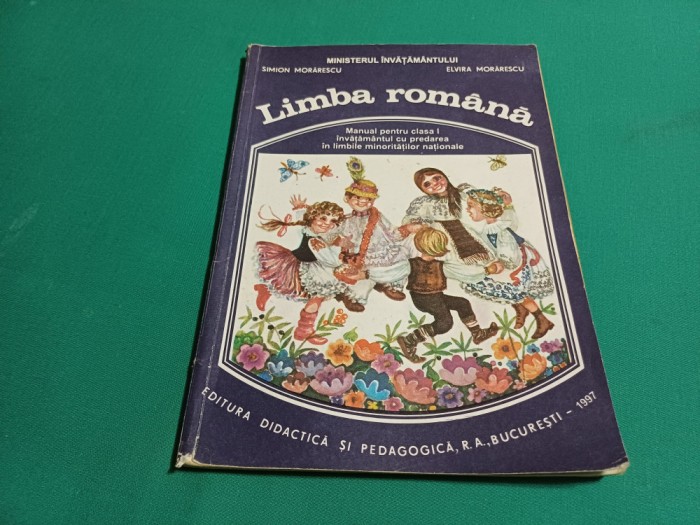 MINISTERUL ÎNVĂȚĂMÂNTULUI
SIMION MORĂRESCU ELVIRA MORĂRESCU
Limba română
Manual pentru clasa I
învățământul cu predarea
în limbile minorităților naționale
EDITURA DIDACTICĂ ȘI PEDAGOGICĂ, R.A., BUCUREȘTI – 1997